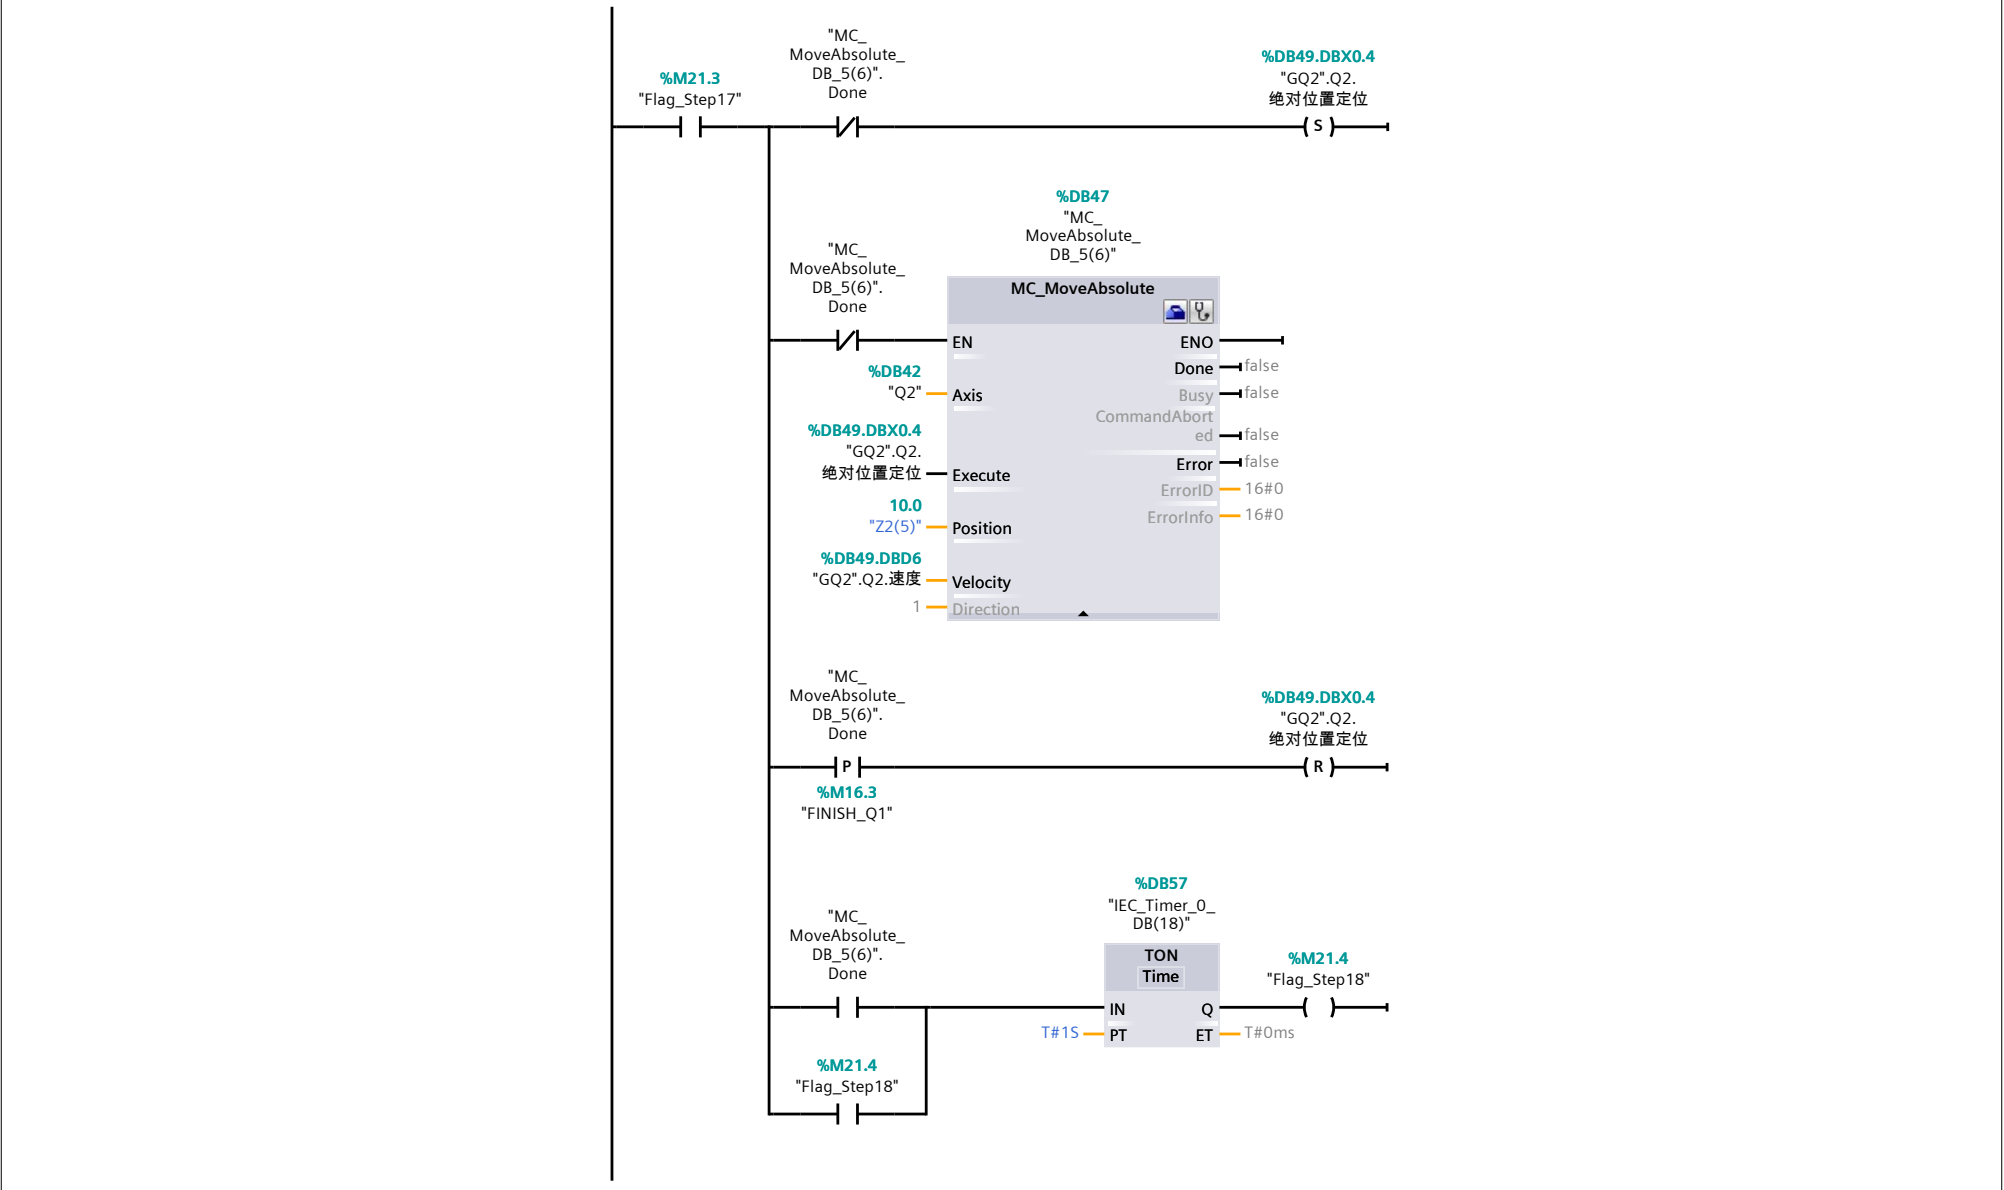 "MC_
MoveAbsolute_
DB_5(6)".
Done
%DB49.DBX0.4
"GQ2".Q2.
绝对位置定位
%M21.3
"Flag_Step17"
S
%DB47
"MC_
MoveAbsolute_
DB_5(6)"
"MC_
MoveAbsolute_
DB_5(6)".
Done
MC_MoveAbsolute
EN
ENO
%DB42
"Q2"
Axis
Done
false
Busy
false
CommandAbort
ed
false
%DB49.DBX0.4
"GQ2".Q2.
绝对位置定位
Execute
Error
false
ErrorID
16#0
10.0
"Z2(5)"
Position
ErrorInfo
16#0
%DB49.DBD6
"GQ2".Q2.速度
Velocity
1
Direction
"MC_
MoveAbsolute_
DB_5(6)".
Done
%DB49.DBX0.4
"GQ2".Q2.
绝对位置定位
P
R
%M16.3
"FINISH_Q1"
%DB57
"IEC_Timer_0_
DB(18)"
"MC_
MoveAbsolute_
DB_5(6)".
Done
TON
Time
%M21.4
"Flag_Step18"
IN
Q
T#1S
PT
ET
T#0ms
%M21.4
"Flag_Step18"